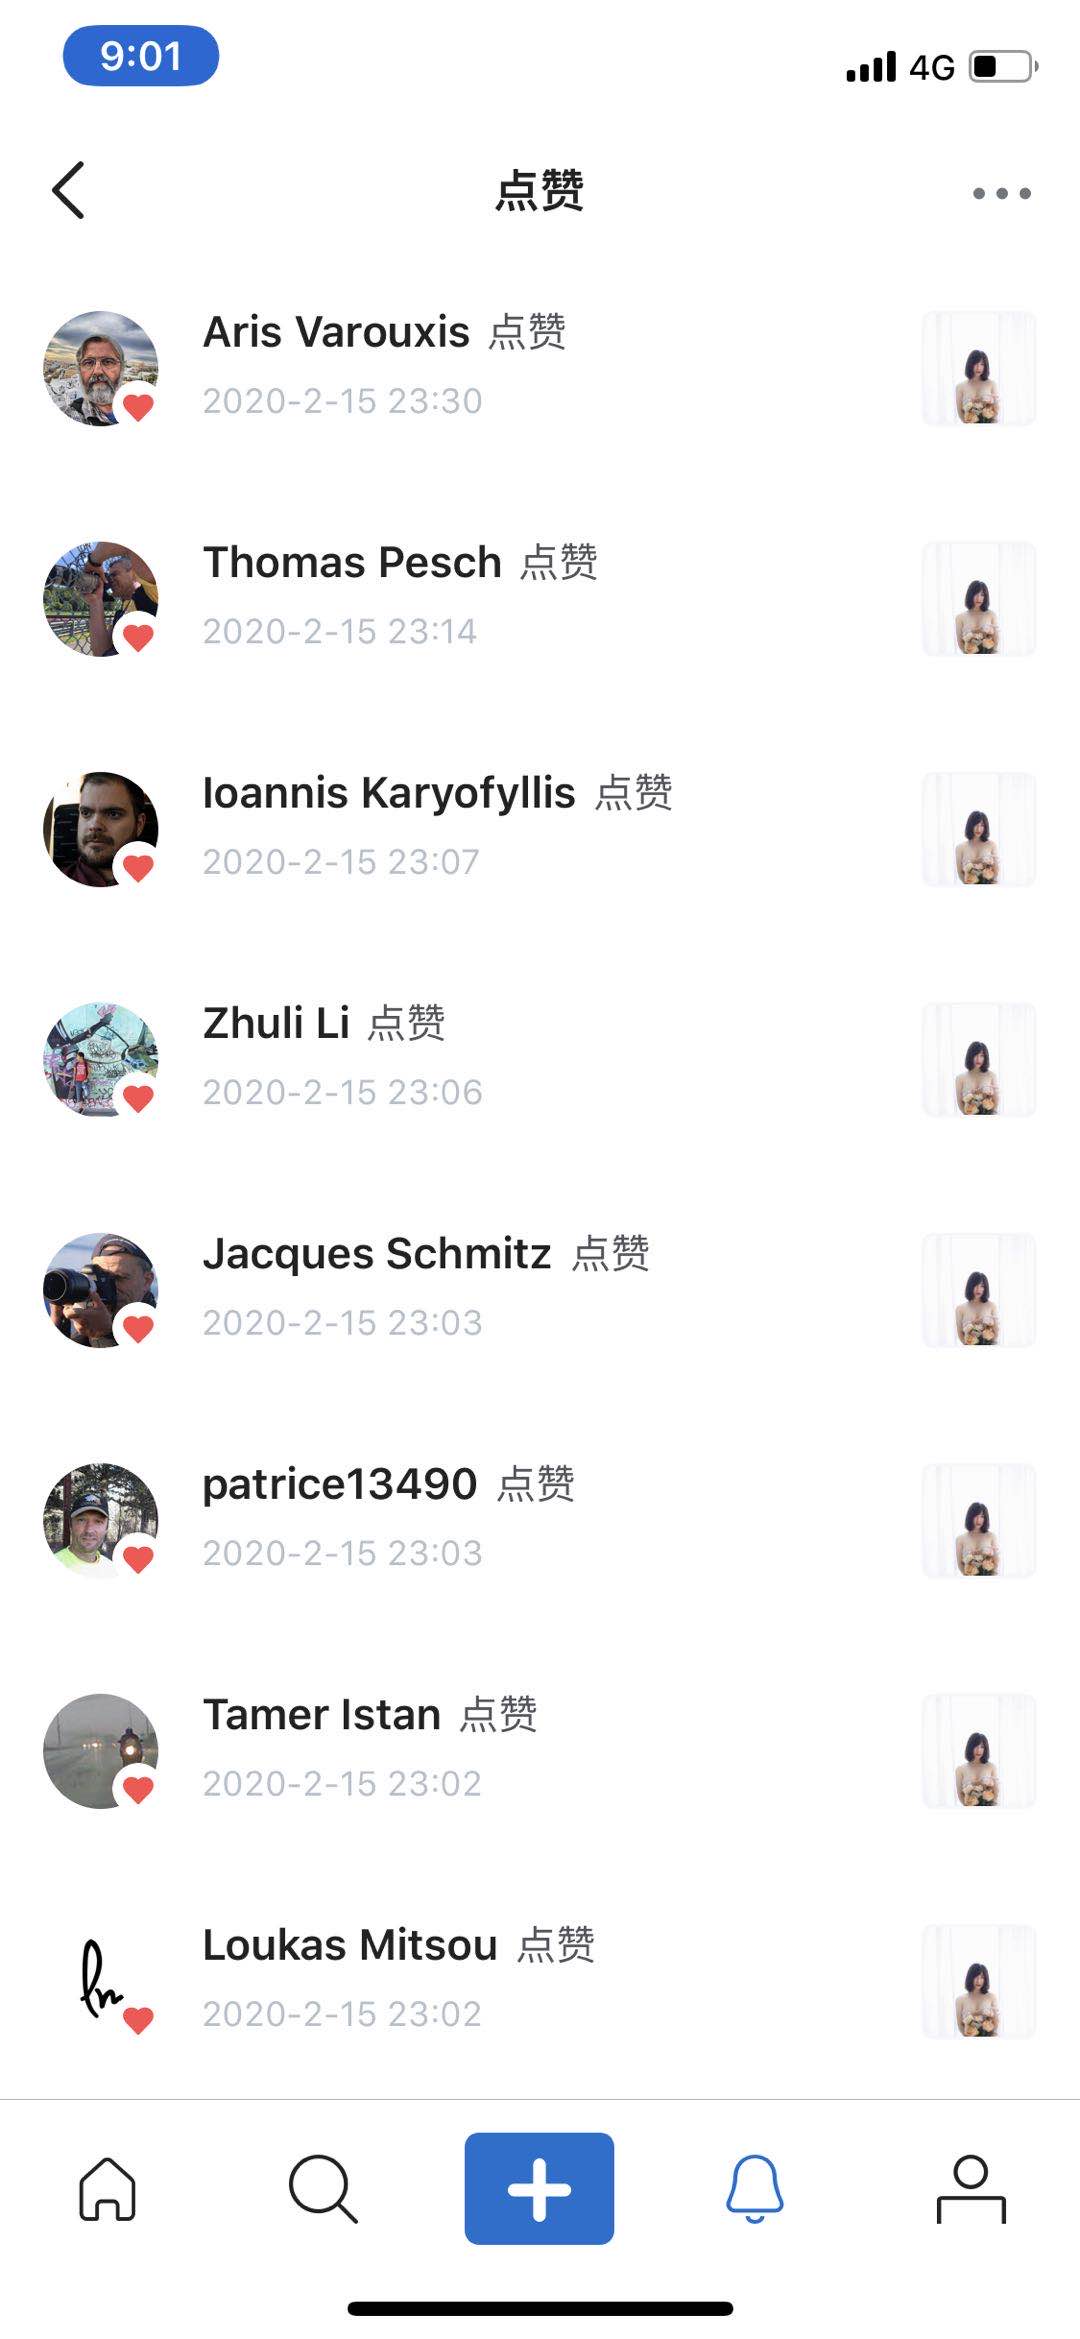 9:01
4G
点赞
Aris Varouxis 点赞
2020-2-15 23:30
Thomas Pesch 点赞
2020-2-15 23:14
Ioannis Karyofyllis 点赞
2020-2-15 23:07
Zhuli Li 点赞
2020-2-15 23:06
Jacques Schmitz 点赞
2020-2-15 23:03
patrice13490 点赞
2020-2-15 23:03
Tamer Istan 点赞
2020-2-15 23:02
Loukas Mitsou 点赞
2020-2-15 23:02